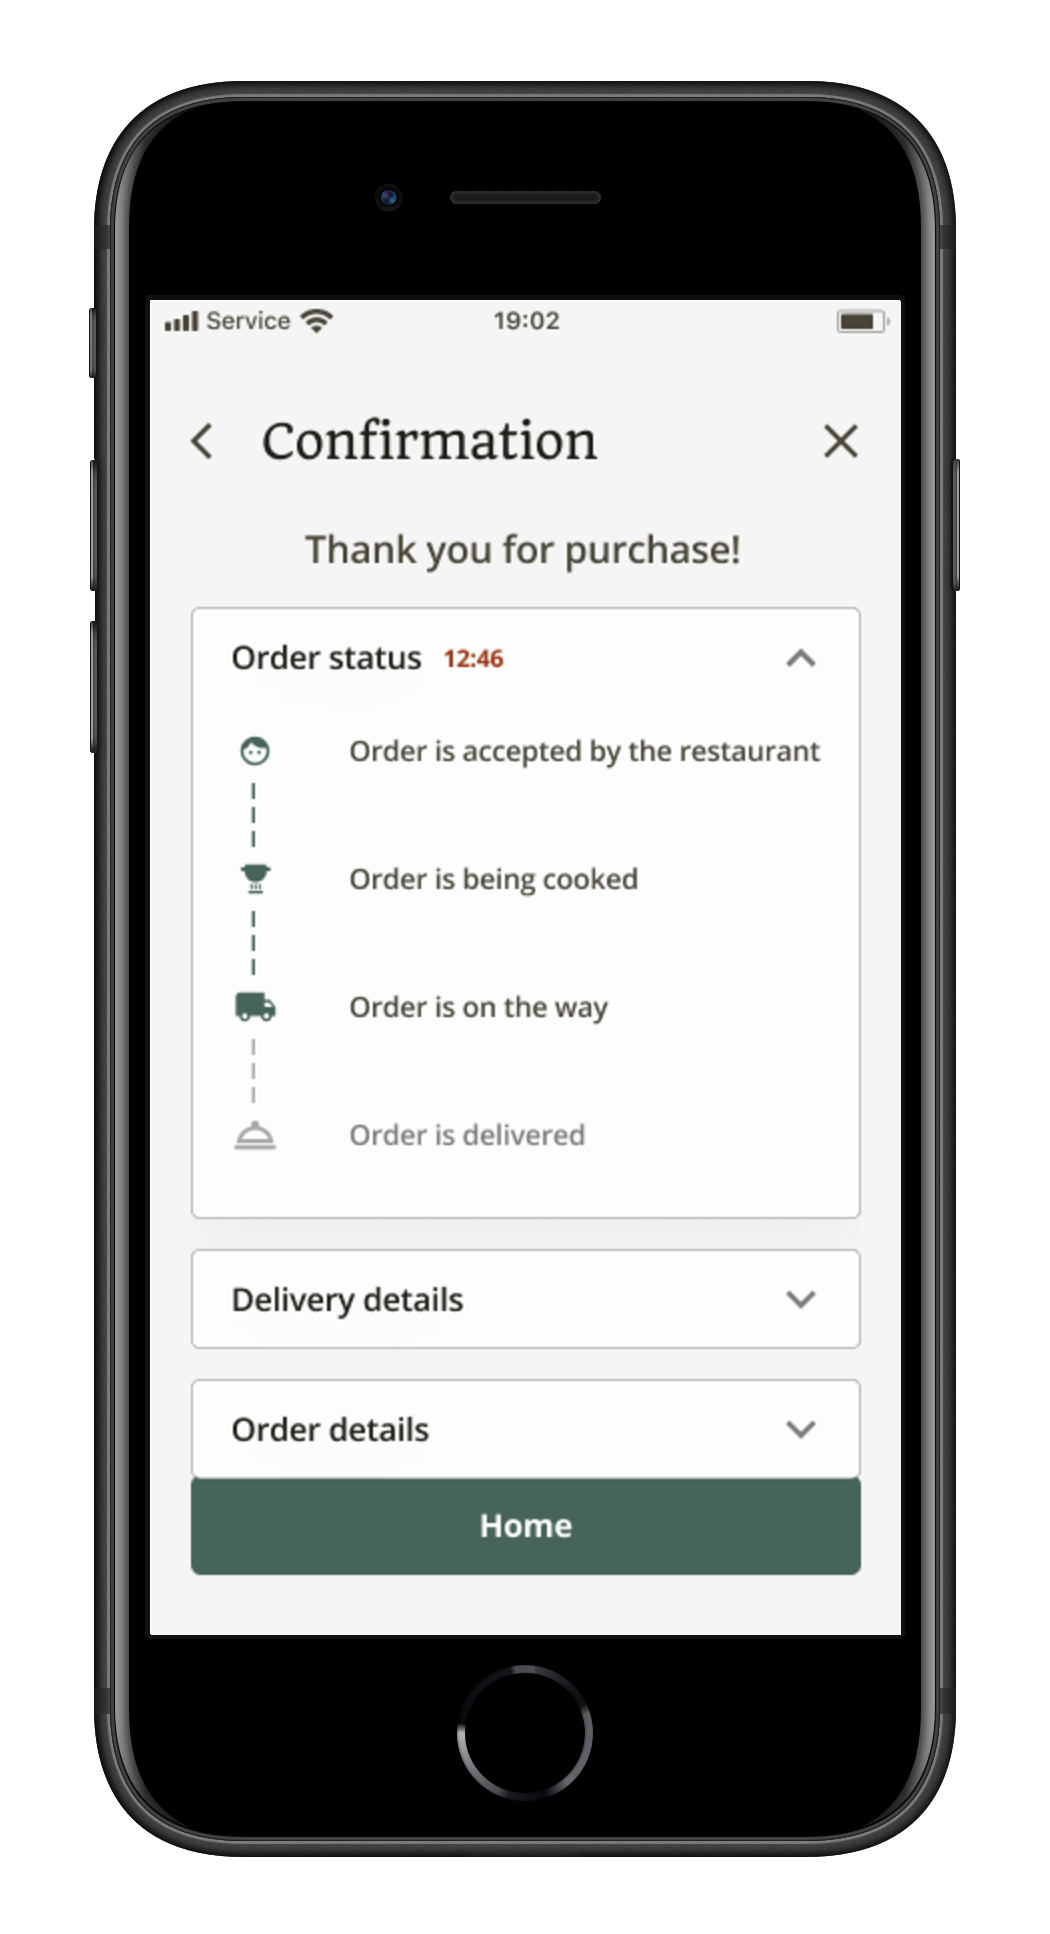 Service 19:02
Confirmation
Thank you for purchase!
Order status 12:46
Order is accepted by the restaurant
Order is being cooked
Order is on the way
Order is delivered
Delivery details
Order details
Home